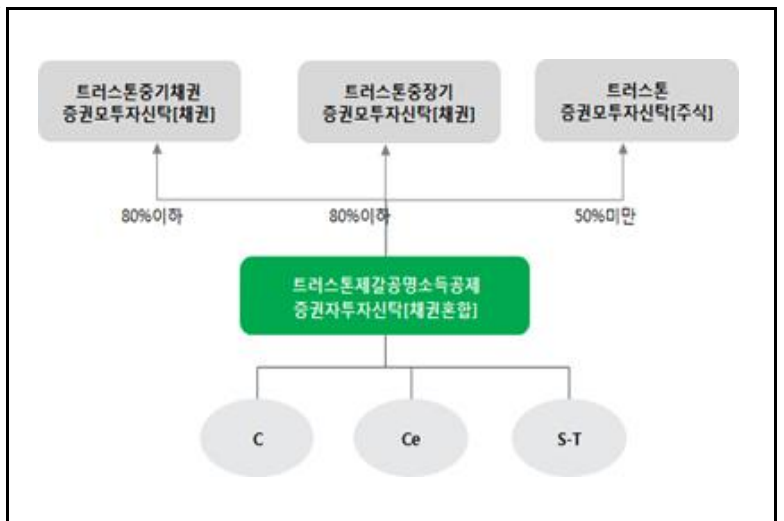 트러스톤중기채권
증권모투자신탁[채권]
트러스톤중장기
증권모투자신탁[채권]
트러스톤
증권모투자신탁[주식]
80%이하
80%이하
50%미만
트러스톤제갈공명소득공제
증권자투자신탁[채권혼합]
C
Ce
S-T